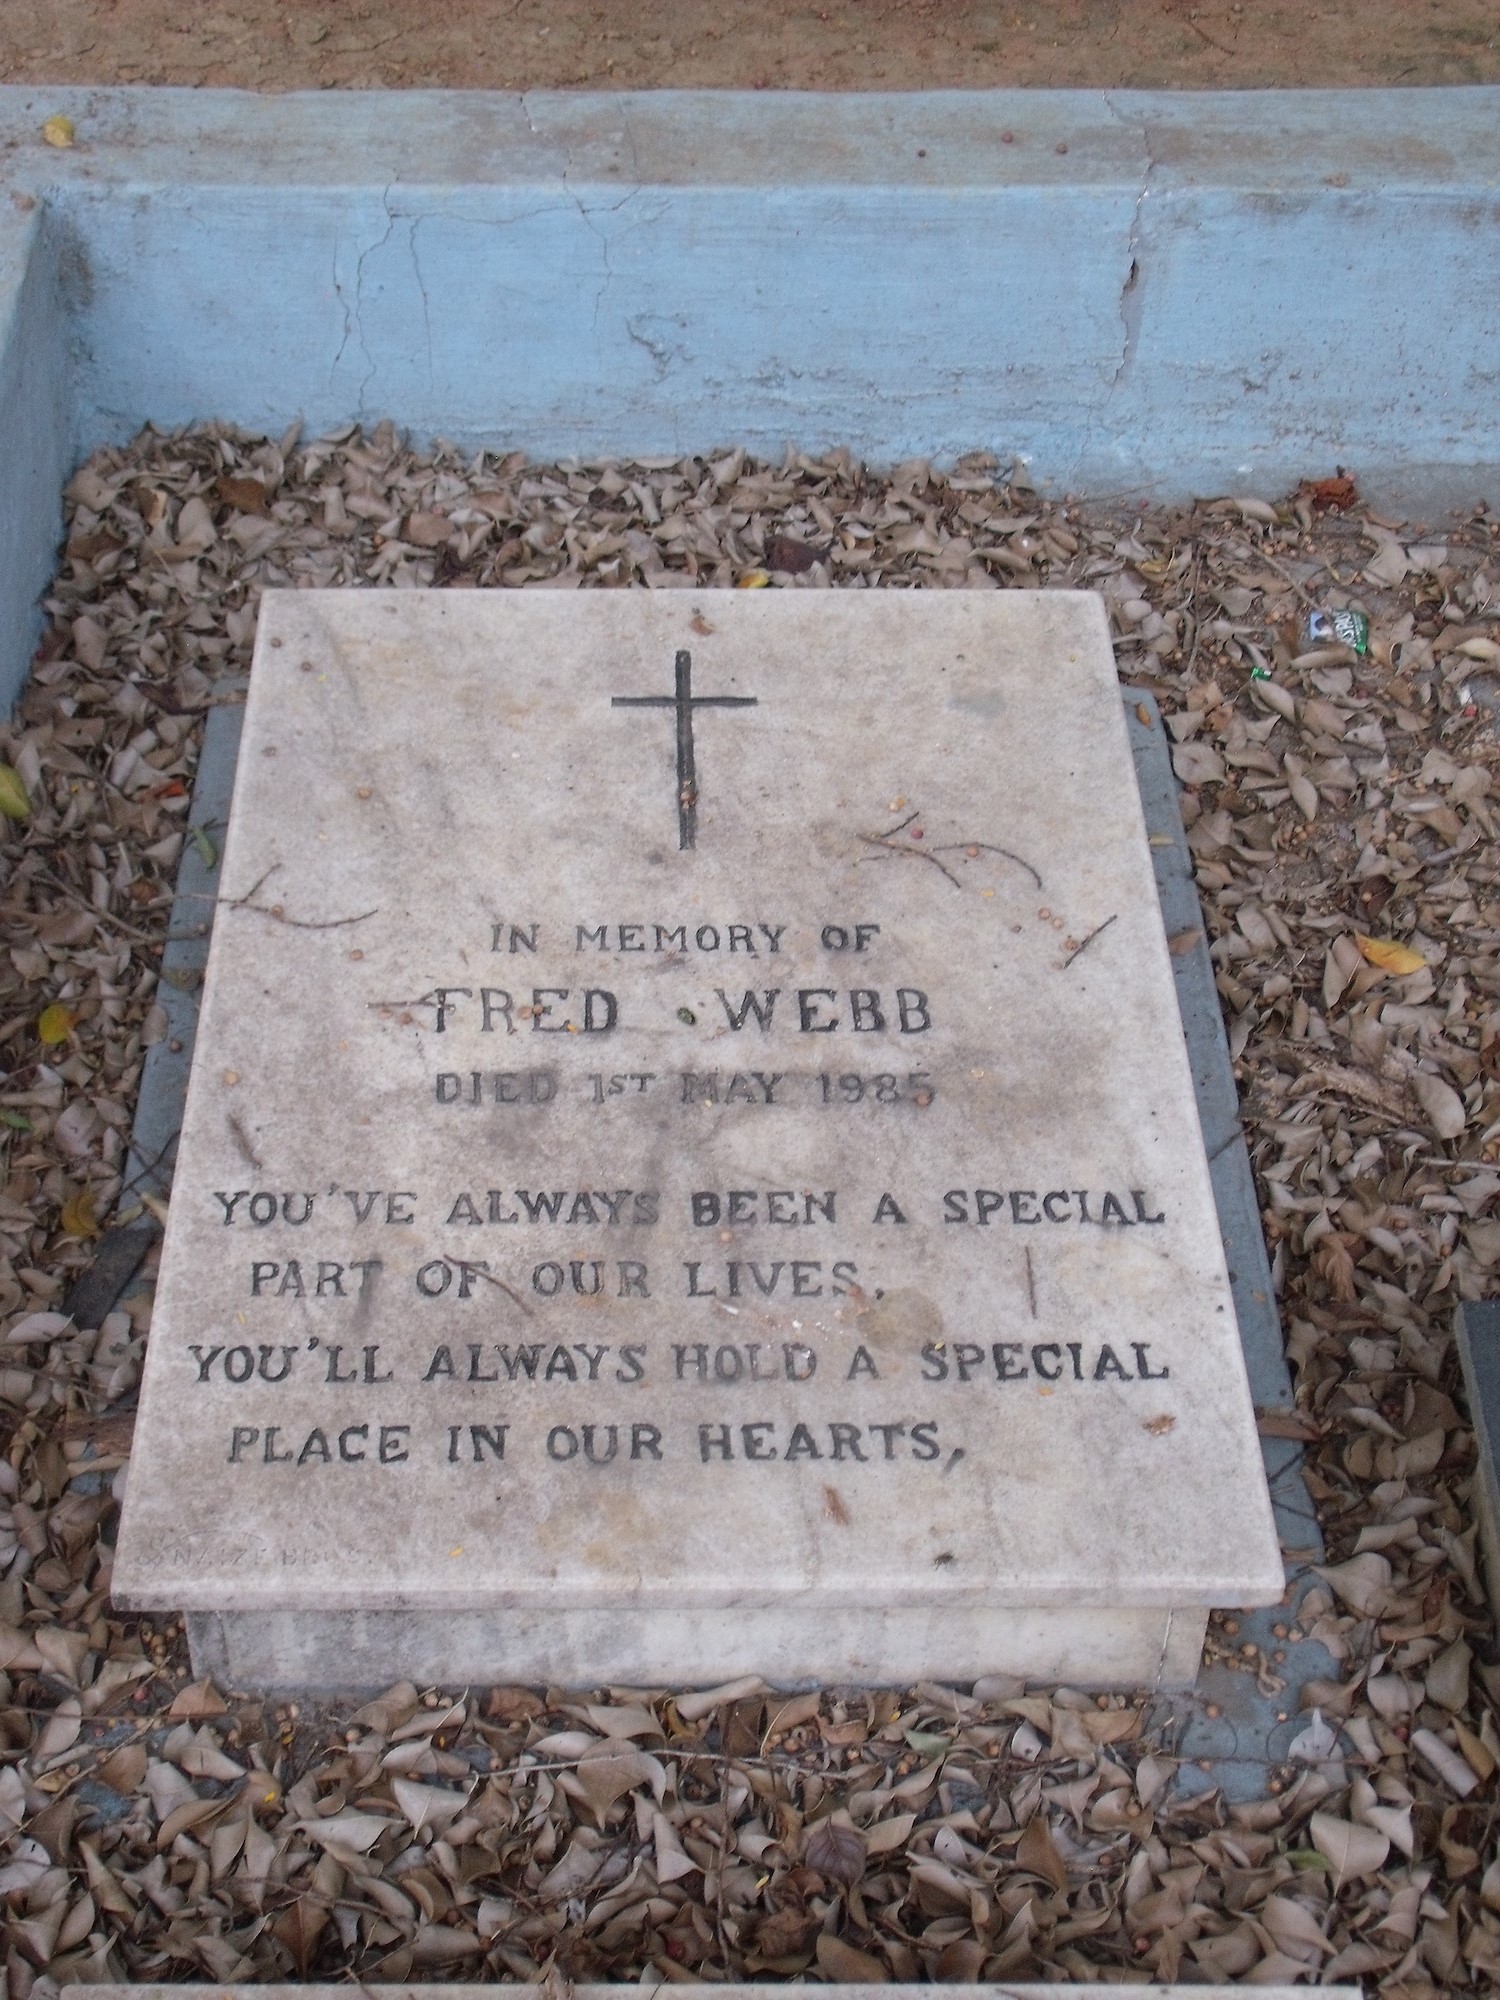 IN MEMORY OF
FRED WEBB
DIED 1ST MAY 1985
YOU'VE ALWAYS BEEN A SPECIAL
PART OF OUR LIVES,
YOU'LL ALWAYS HOLD A SPECIAL
PLACE IN OUR HEARTS,